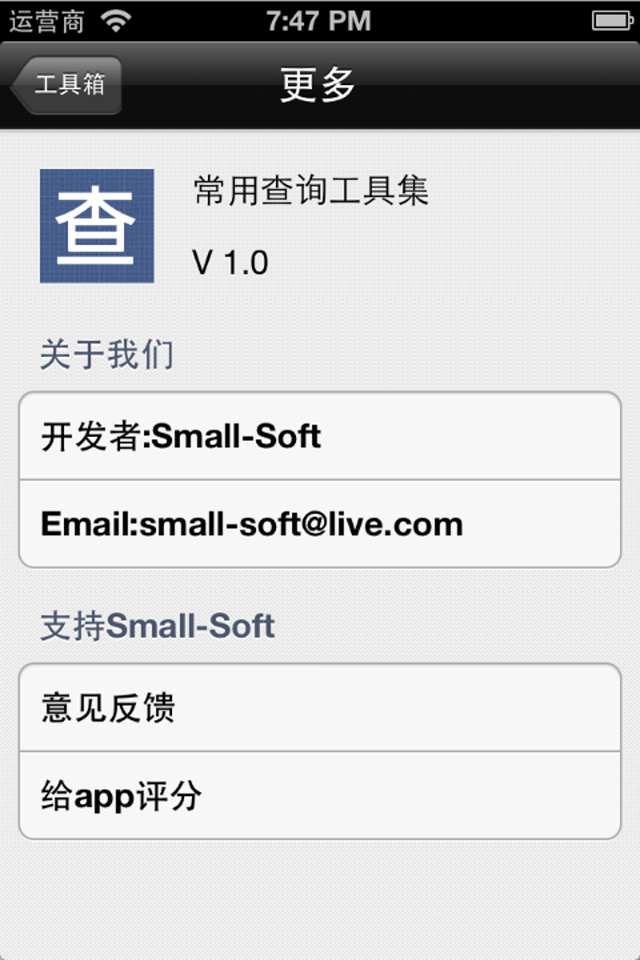 运营商 7:47 PM
工具箱 更多
查
常用查询工具集
V 1.0
关于我们
开发者:Small-Soft
Email:small-soft@live.com
支持Small-Soft
意见反馈
给app评分